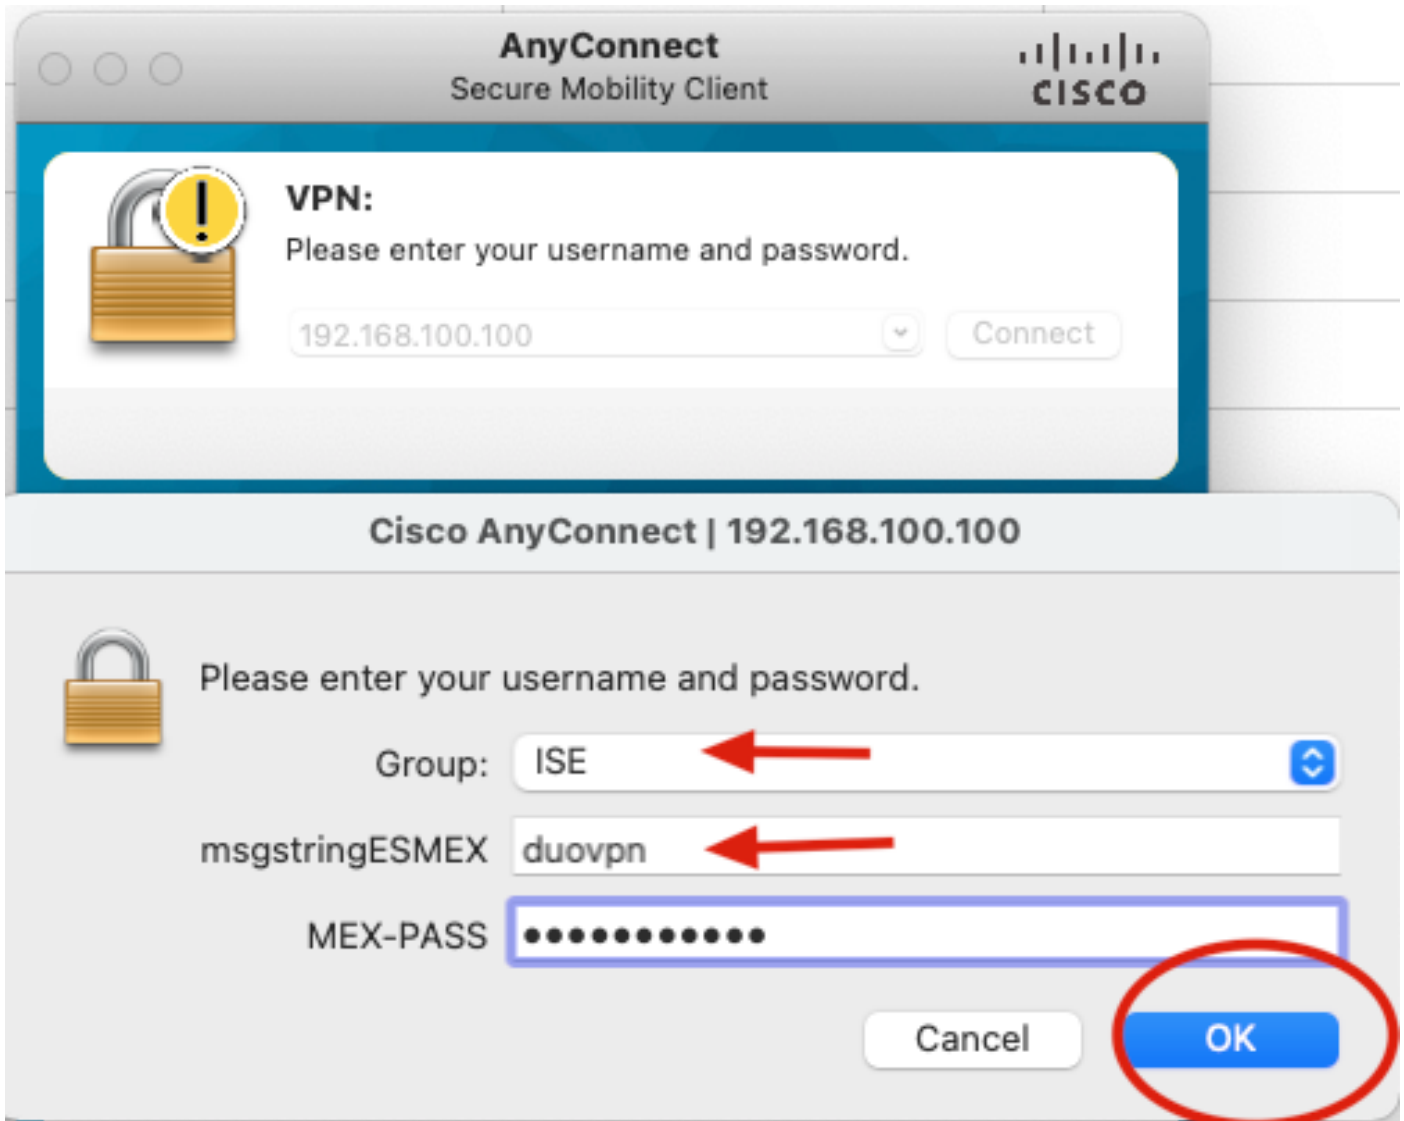 AnyConnect
Secure Mobility Client
CISCO
VPN:
Please enter your username and password.
192.168.100.100
Connect
Cisco AnyConnect | 192.168.100.100
Please enter your username and password.
Group: ISE
msgstringESMEX duovpn
MEX-PASS •••••••••••
Cancel OK